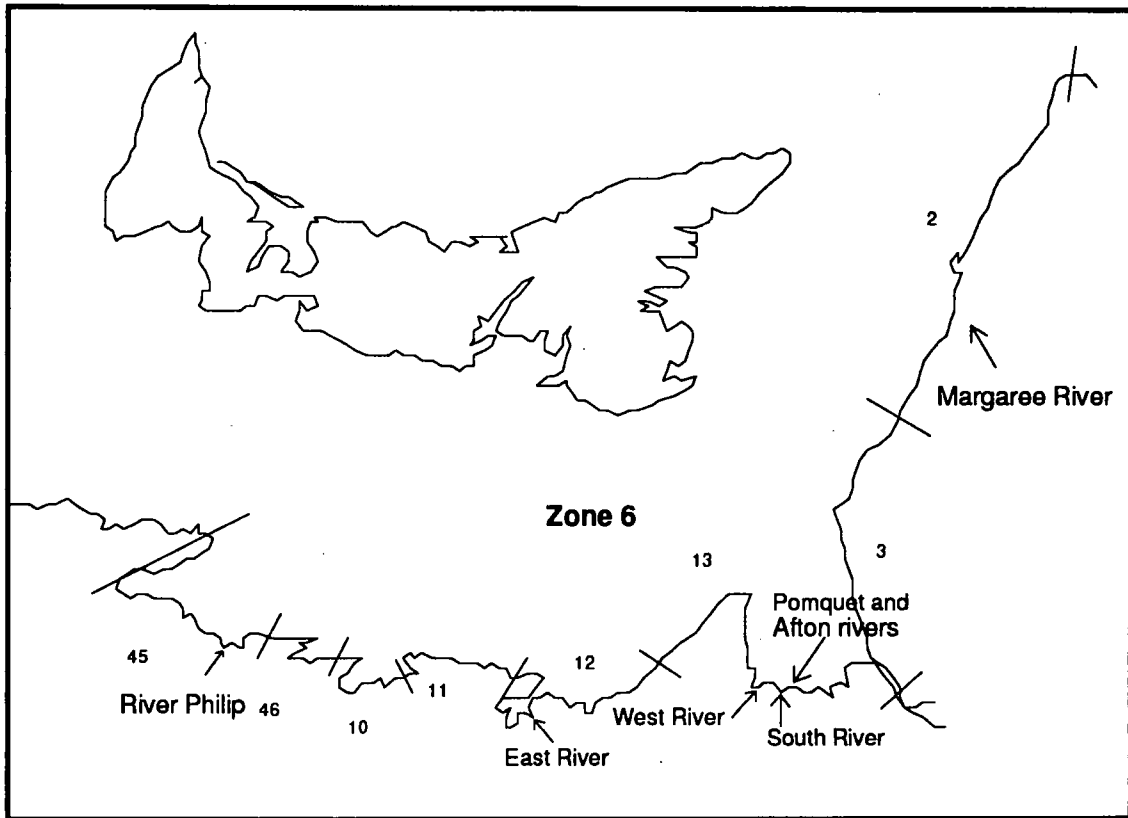 2
Margaree River
Zone 6
3
13
Pomquet and
Afton rivers
45
12
11
River Philip
46
10
West River
South River
East River